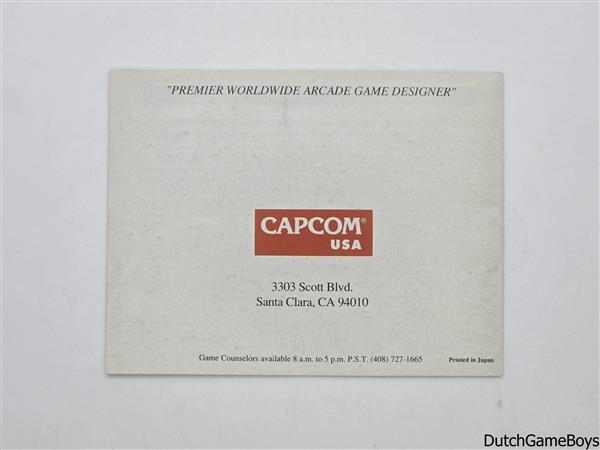 "PREMIER WORLDWIDE ARCADE GAME DESIGNER"
CAPCOM®
USA
3303 Scott Blvd.
Santa Clara, CA 94010
Game Counselors available 8 a.m. to 5 p.m. P.S.T. (408) 727-1665 Printed in Japan
DutchGameBoys